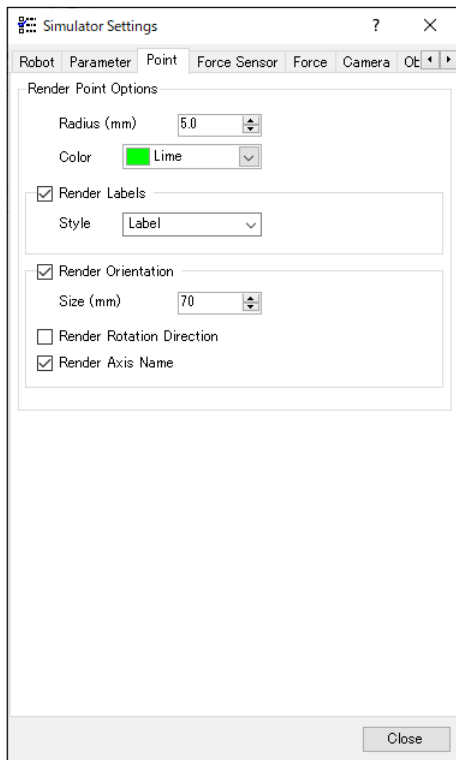 Simulator Settings ?
Robot Parameter Point Force Sensor Force Camera
Render Point Options
Radius (mm) 5.0
Color Lime
Render Labels
Style Label
Render Orientation
Size (mm) 70
Render Rotation Direction
Render Axis Name
Close